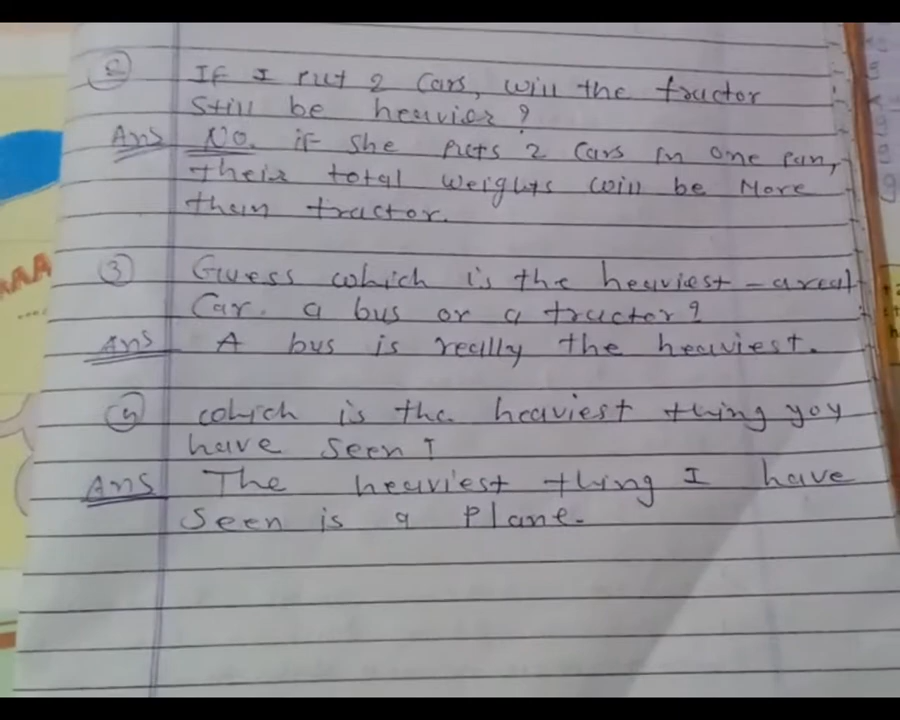 ② If I put 2 Cars, will the tractor
Still be heavier ?
Ans No. if she puts 2 Cars in one pan,
their total weights will be More
than tractor.
③ Guess which is the heaviest - a real
Car. a bus or a tractor ?
Ans A bus is really the heaviest.
④ which is the heaviest thing you
have seen ?
Ans The heaviest thing I have
Seen is a Plane.
AAA